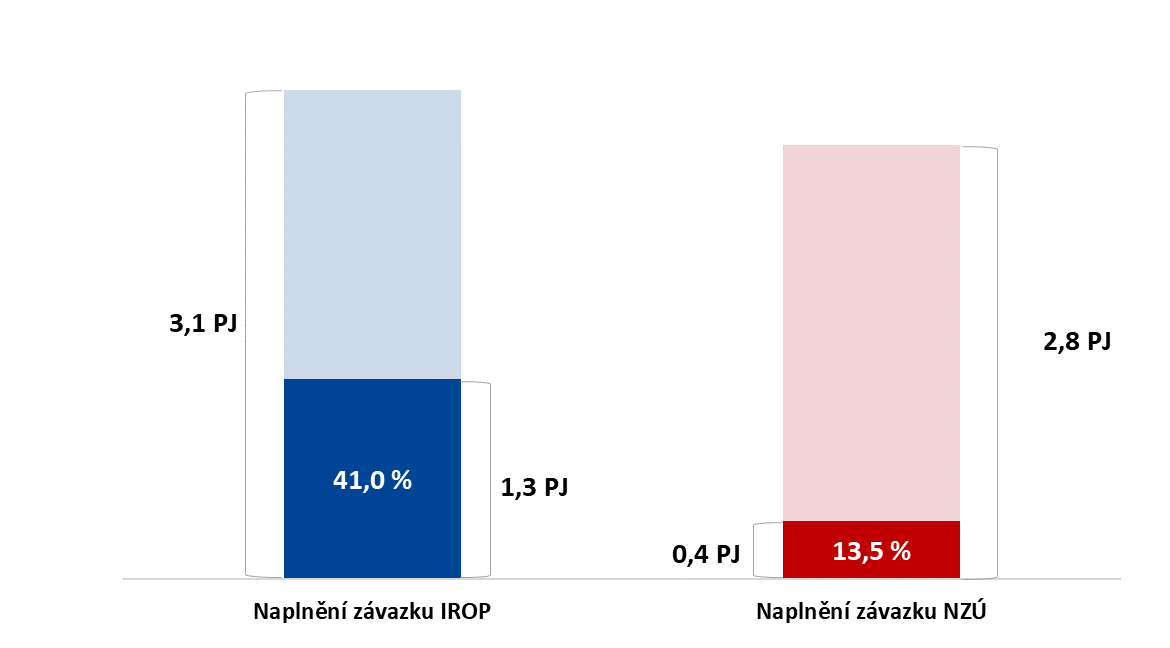 3,1 PJ
41,0 %
1,3 PJ
Naplnění závazku IROP
2,8 PJ
0,4 PJ
13,5 %
Naplnění závazku NZÚ